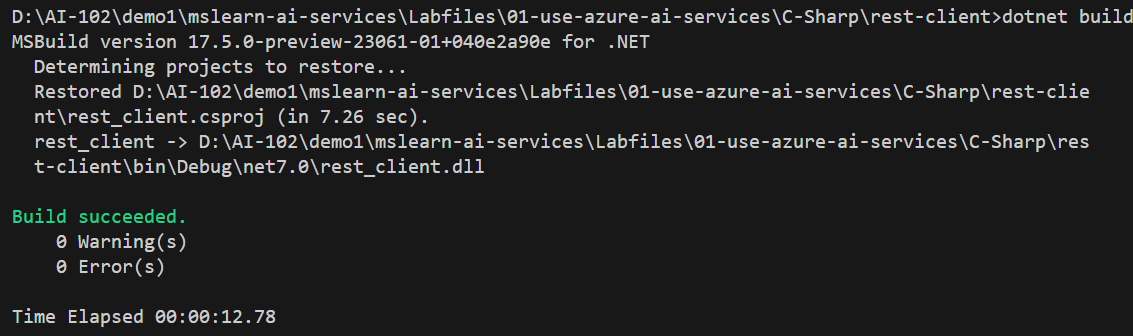 D:\AI-102\demo1\mslearn-ai-services\Labfiles\01-use-azure-ai-services\C-Sharp\rest-client>dotnet build
MSBuild version 17.5.0-preview-23061-01+040e2a90e for .NET
  Determining projects to restore...
  Restored D:\AI-102\demo1\mslearn-ai-services\Labfiles\01-use-azure-ai-services\C-Sharp\rest-clie
  nt\rest_client.csproj (in 7.26 sec).
  rest_client -> D:\AI-102\demo1\mslearn-ai-services\Labfiles\01-use-azure-ai-services\C-Sharp\res
  t-client\bin\Debug\net7.0\rest_client.dll
Build succeeded.
    0 Warning(s)
    0 Error(s)
Time Elapsed 00:00:12.78